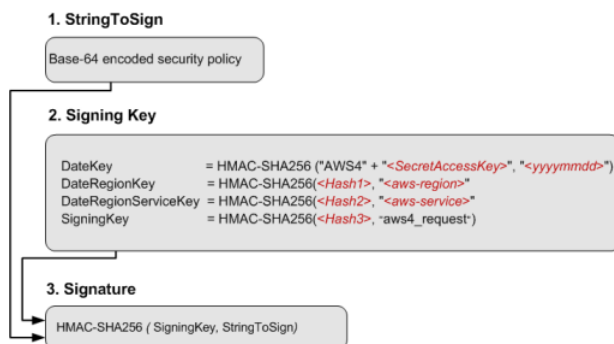 1. StringToSign
Base-64 encoded security policy
2. Signing Key
DateKey = HMAC-SHA256 ("AWS4" + "<SecretAccessKey>", "<yyyymmdd>")
DateRegionKey = HMAC-SHA256(<Hash1>, "<aws-region>"
DateRegionServiceKey = HMAC-SHA256(<Hash2>, "<aws-service>"
SigningKey = HMAC-SHA256(<Hash3>, "aws4_request")
3. Signature
HMAC-SHA256 ( SigningKey, StringToSign)